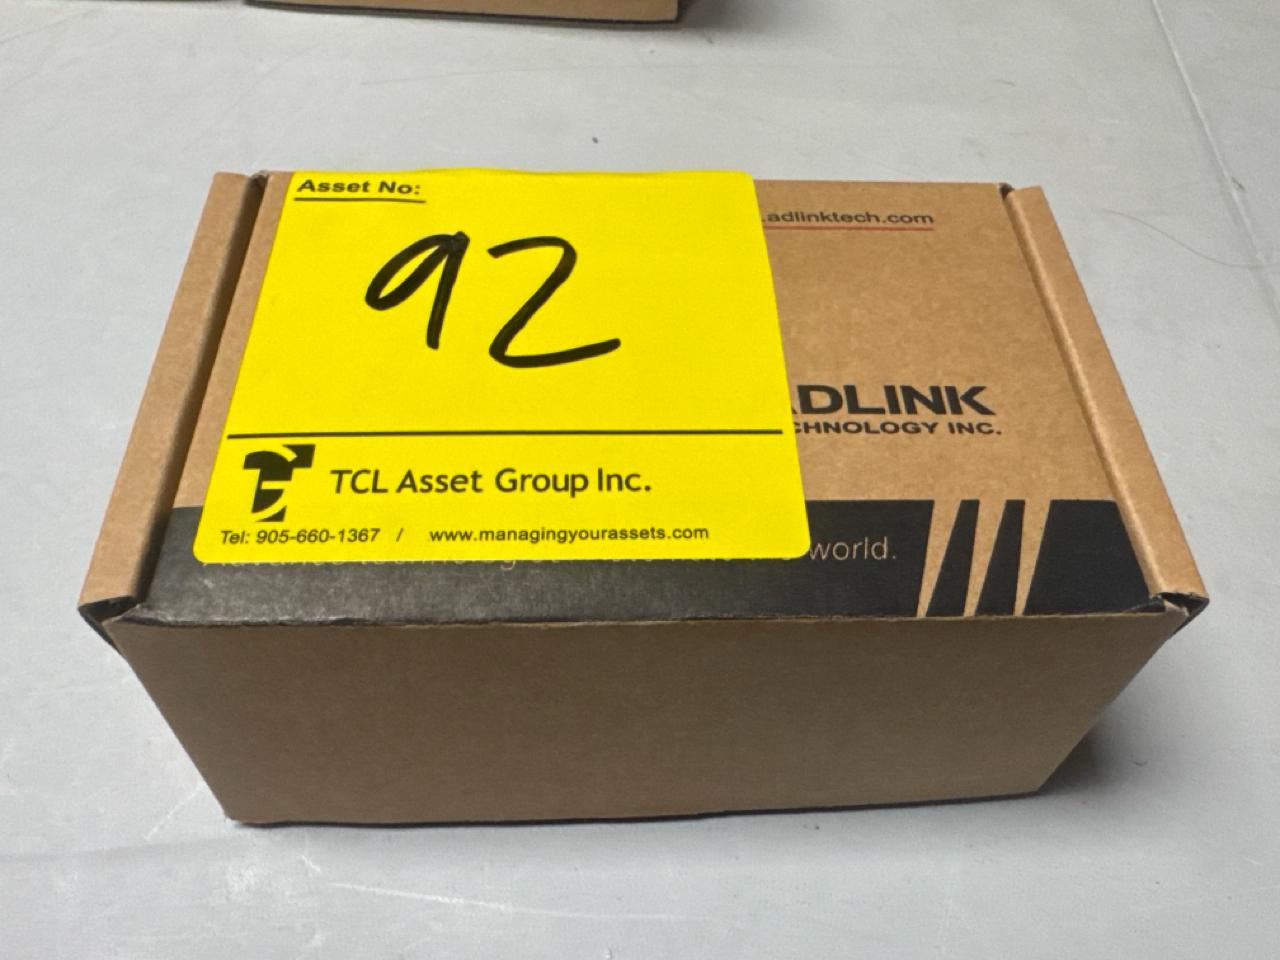 Asset No:
92
.adlinktech.com
DLINK
CHNOLOGY INC.
TCL Asset Group Inc.
Tel: 905-660-1367 / www.managingyourassets.com
world.